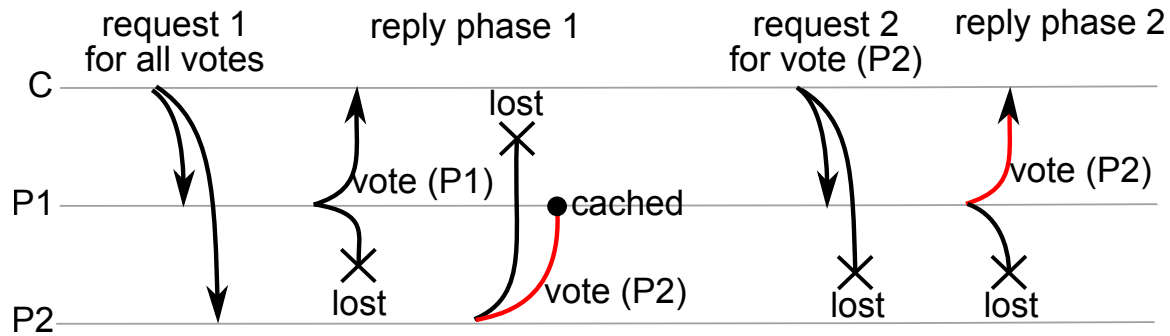 request 1
for all votes
reply phase 1
request 2
for vote (P2)
reply phase 2
C
lost
vote (P1)
vote (P2)
P1
cached
lost
vote (P2)
lost
lost
P2